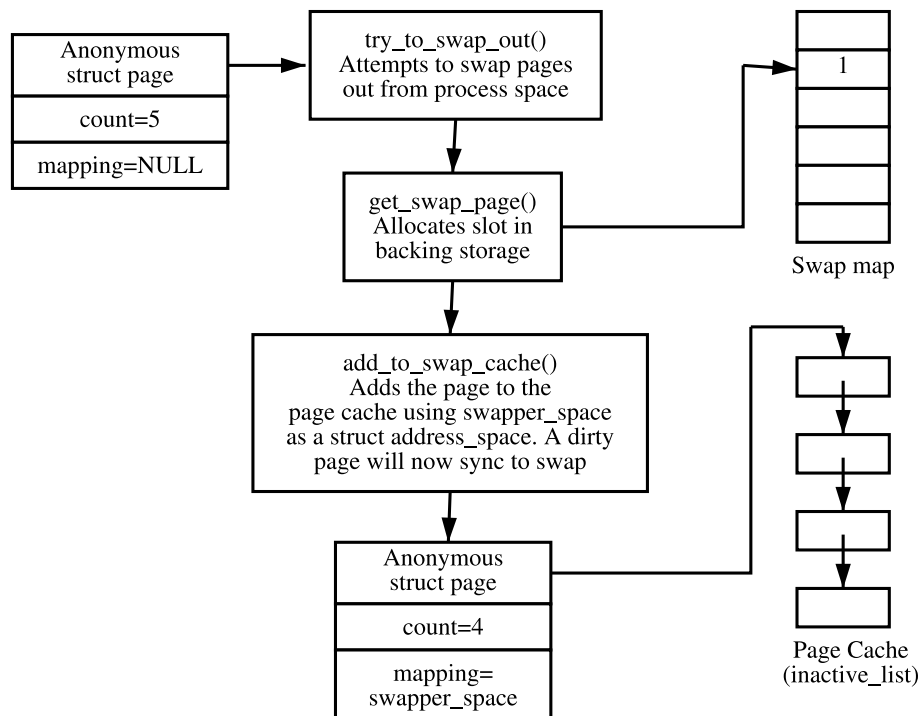 Anonymous
struct page
count=5
mapping=NULL
try_to_swap_out()
Attempts to swap pages
out from process space
get_swap_page()
Allocates slot in
backing storage
1
Swap map
add_to_swap_cache()
Adds the page to the
page cache using swapper_space
as a struct address_space. A dirty
page will now sync to swap
Anonymous
struct page
count=4
mapping=
swapper_space
Page Cache
(inactive_list)